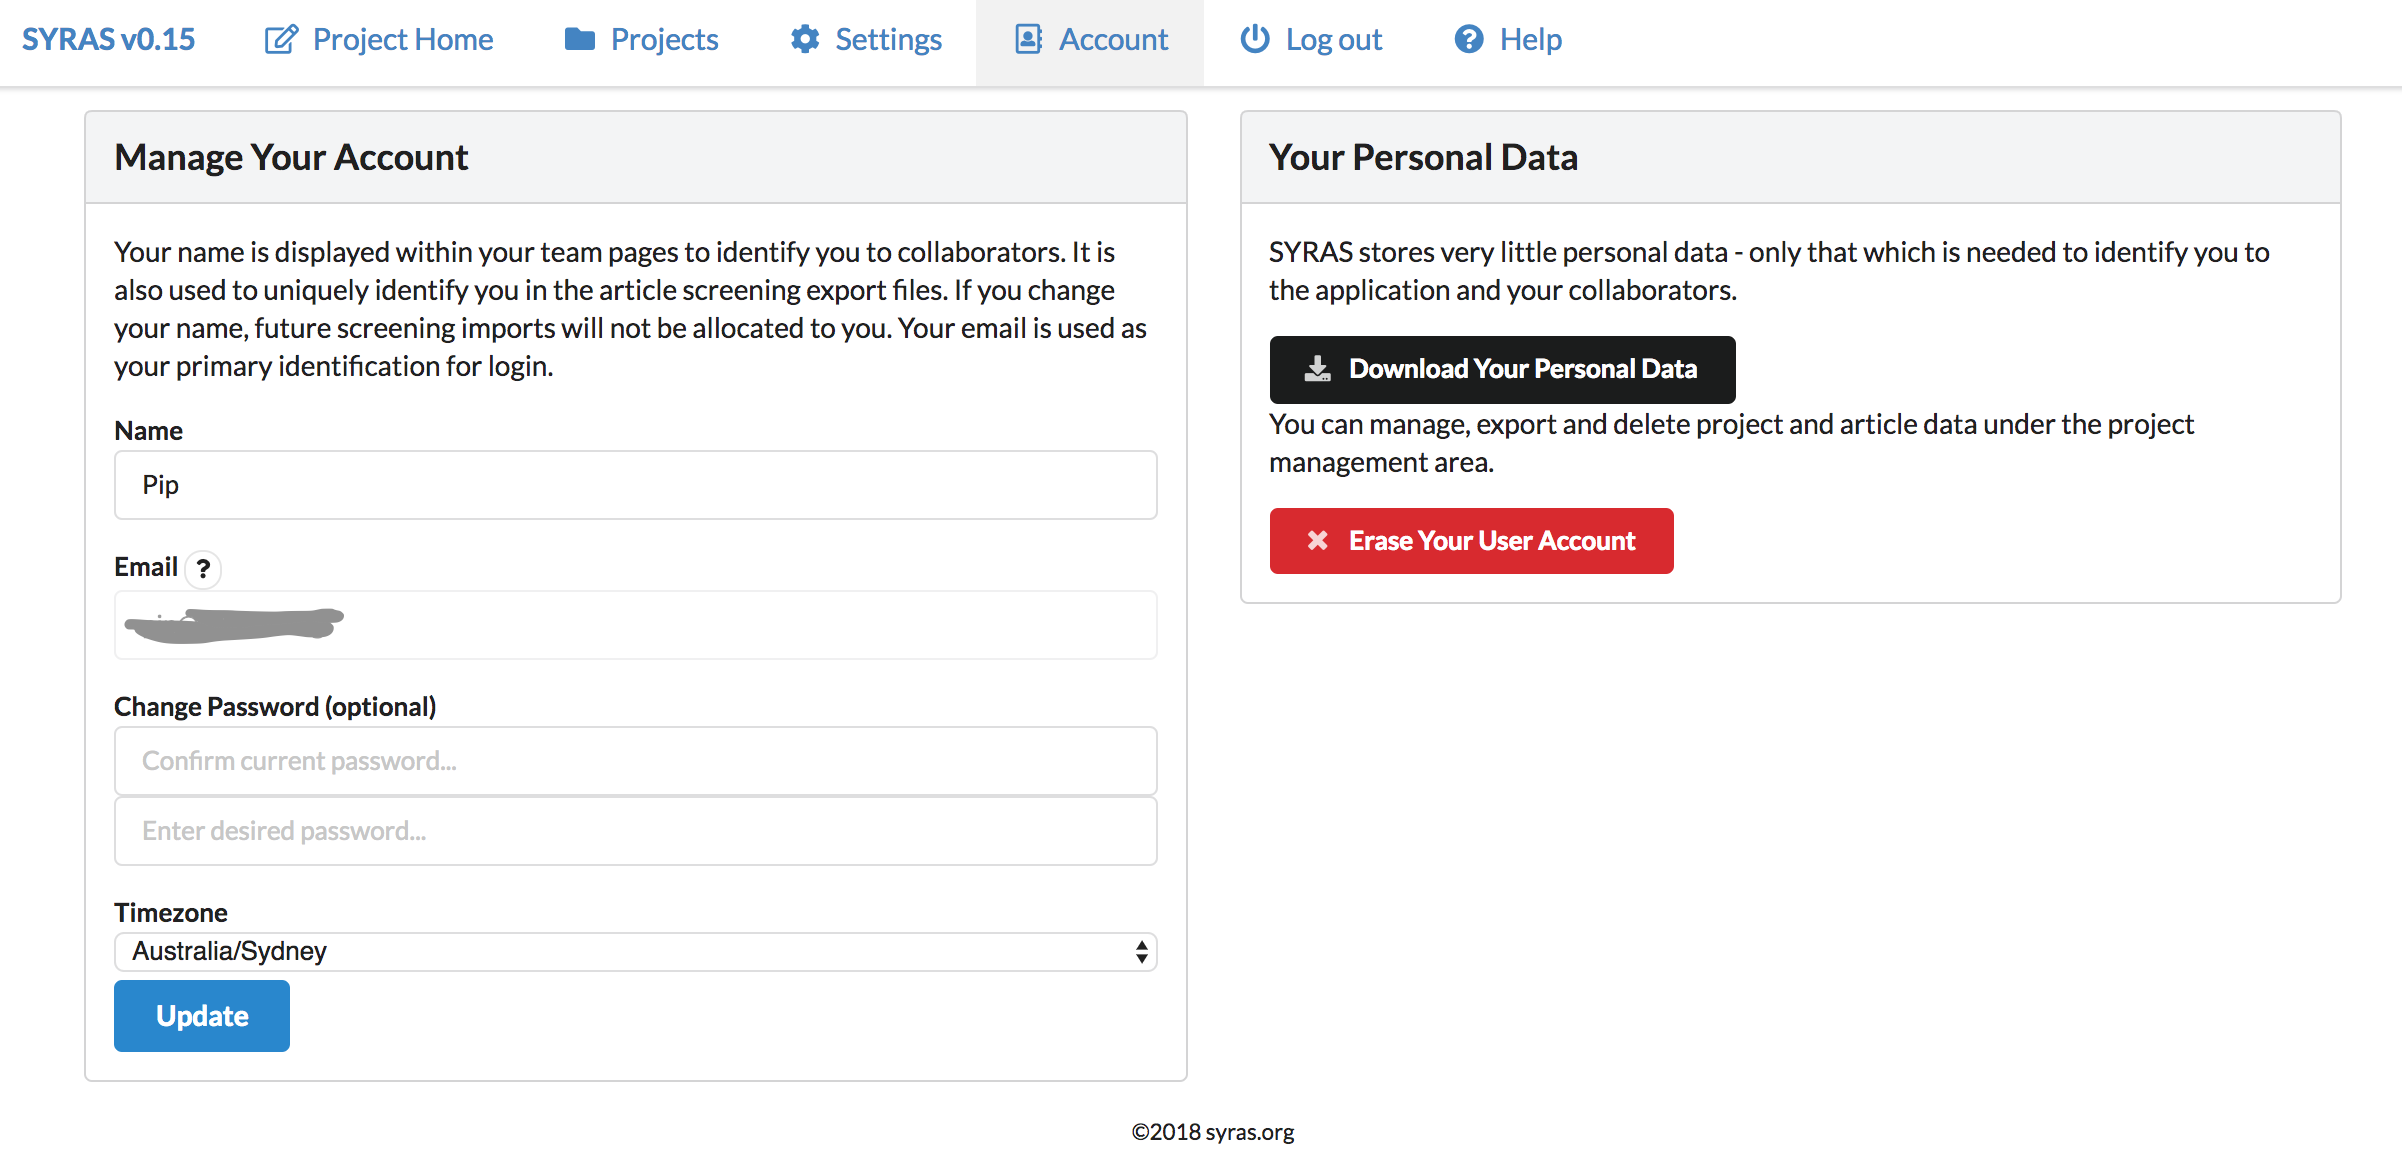 SYRAS v0.15 Project Home Projects Settings Account Log out Help
Manage Your Account
Your name is displayed within your team pages to identify you to collaborators. It is
also used to uniquely identify you in the article screening export files. If you change
your name, future screening imports will not be allocated to you. Your email is used as
your primary identification for login.
Name
Pip
Email ?
Change Password (optional)
Confirm current password...
Enter desired password...
Timezone
Australia/Sydney
Update
Your Personal Data
SYRAS stores very little personal data - only that which is needed to identify you to
the application and your collaborators.
Download Your Personal Data
You can manage, export and delete project and article data under the project
management area.
Erase Your User Account
©2018 syras.org